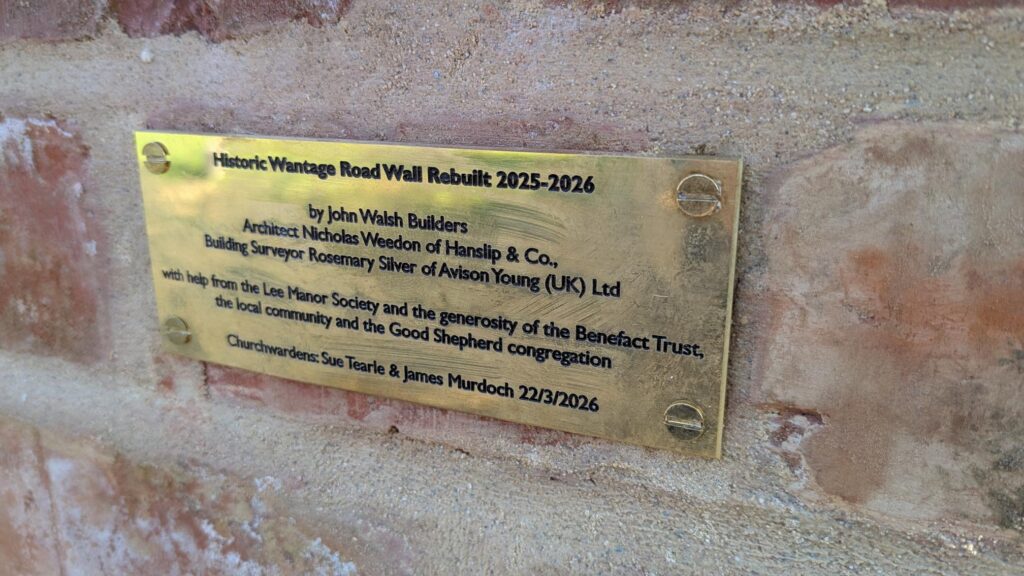 Historic Wantage Road Wall Rebuilt 2025-2026
by John Walsh Builders
Architect Nicholas Weedon of Hanslip & Co.,
Building Surveyor Rosemary Silver of Avison Young (UK) Ltd
with help from the Lee Manor Society and the generosity of the Benefact Trust,
the local community and the Good Shepherd congregation
Churchwardens: Sue Tearle & James Murdoch 22/3/2026